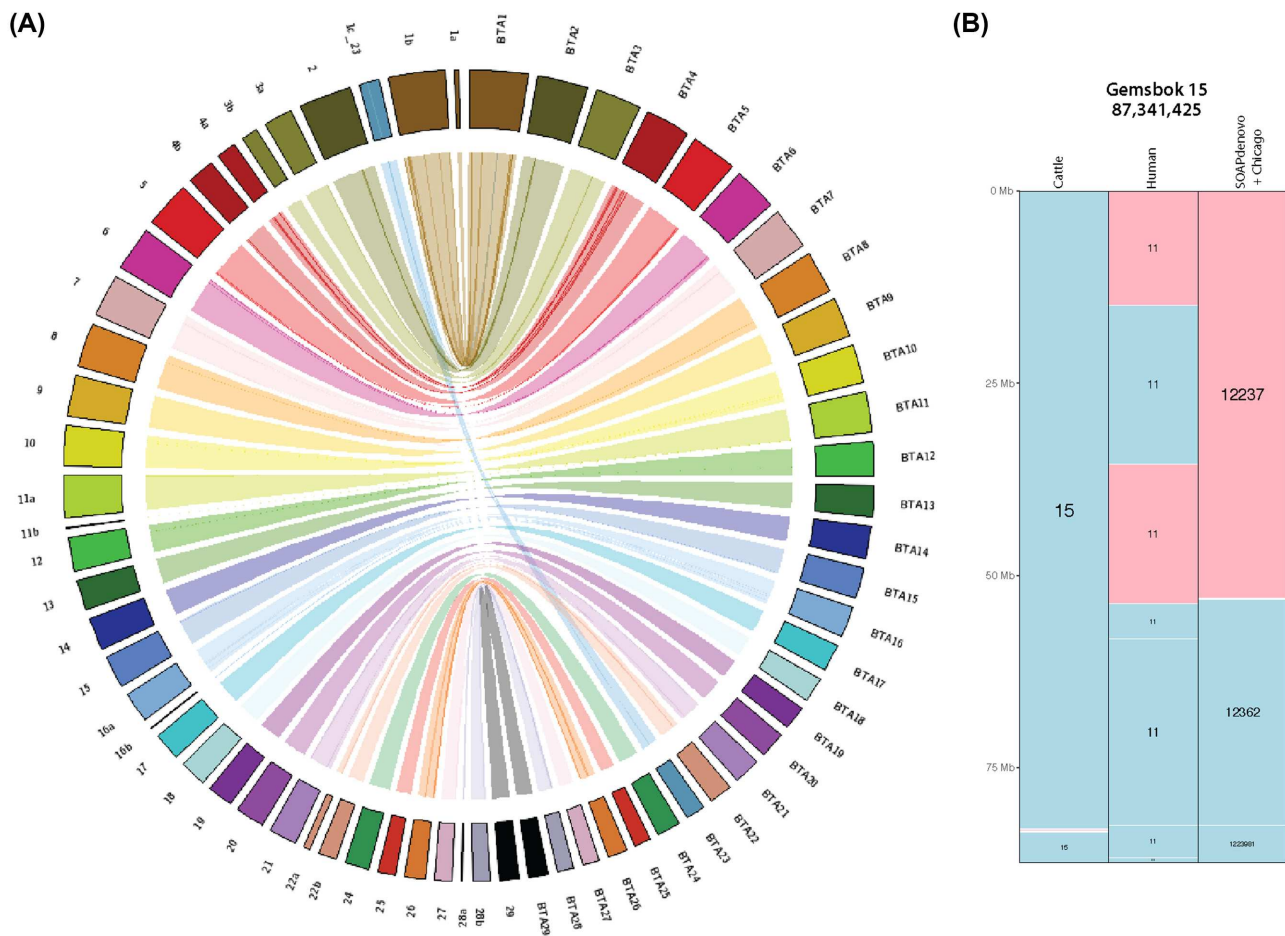 (A)
1c_23
1b
1a
BTA1
BTA2
BTA3
BTA4
BTA5
BTA6
BTA7
BTA8
BTA9
BTA10
BTA11
BTA12
BTA13
BTA14
BTA15
BTA16
BTA17
BTA18
BTA19
BTA20
BTA21
BTA22
BTA23
BTA24
BTA25
BTA26
BTA27
BTA28
BTA29
29
28b
28a
27
26
25
24
22b
22a
21
20
19
18
17
16b
16a
15
14
13
12
11b
11a
10
9
8
7
6
5
4b
4a
3b
3a
2
(B)
Gemsbok 15
87,341,425
Cattle
Human
SOAPdenovo
+ Chicago
0 Mb
25 Mb
50 Mb
75 Mb
15
15
11
11
11
11
11
11
12237
12362
1223981